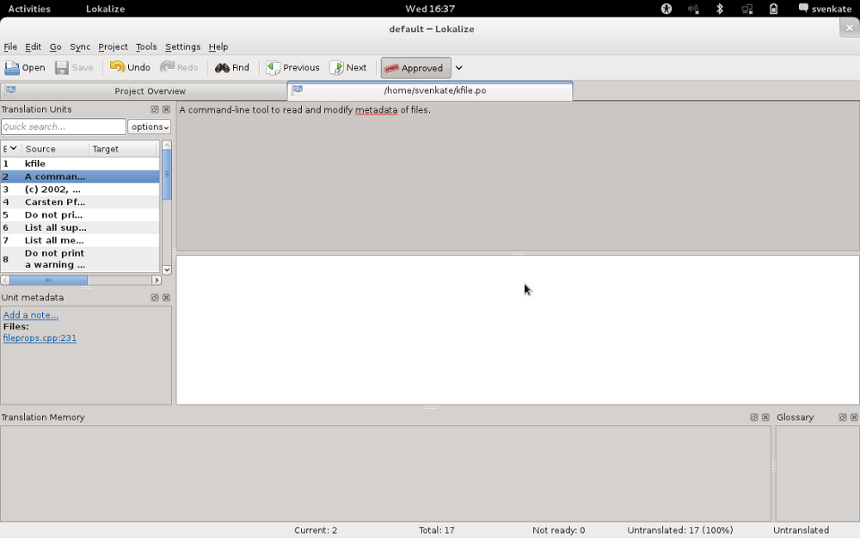 Activities Lokalize Wed 16:37 svenkate
default – Lokalize
File Edit Go Sync Project Tools Settings Help
Open Save Undo Redo Find Previous Next Approved
Project Overview /home/svenkate/kfile.po
Translation Units
Quick search... options
E Source Target
1 kfile
2 A comman...
3 (c) 2002, ...
4 Carsten Pf...
5 Do not pri...
6 List all sup...
7 List all me...
8 Do not print
a warning ...
A command-line tool to read and modify metadata of files.
Unit metadata
Add a note...
Files:
fileprops.cpp:231
Translation Memory Glossary
Current: 2 Total: 17 Not ready: 0 Untranslated: 17 (100%) Untranslated